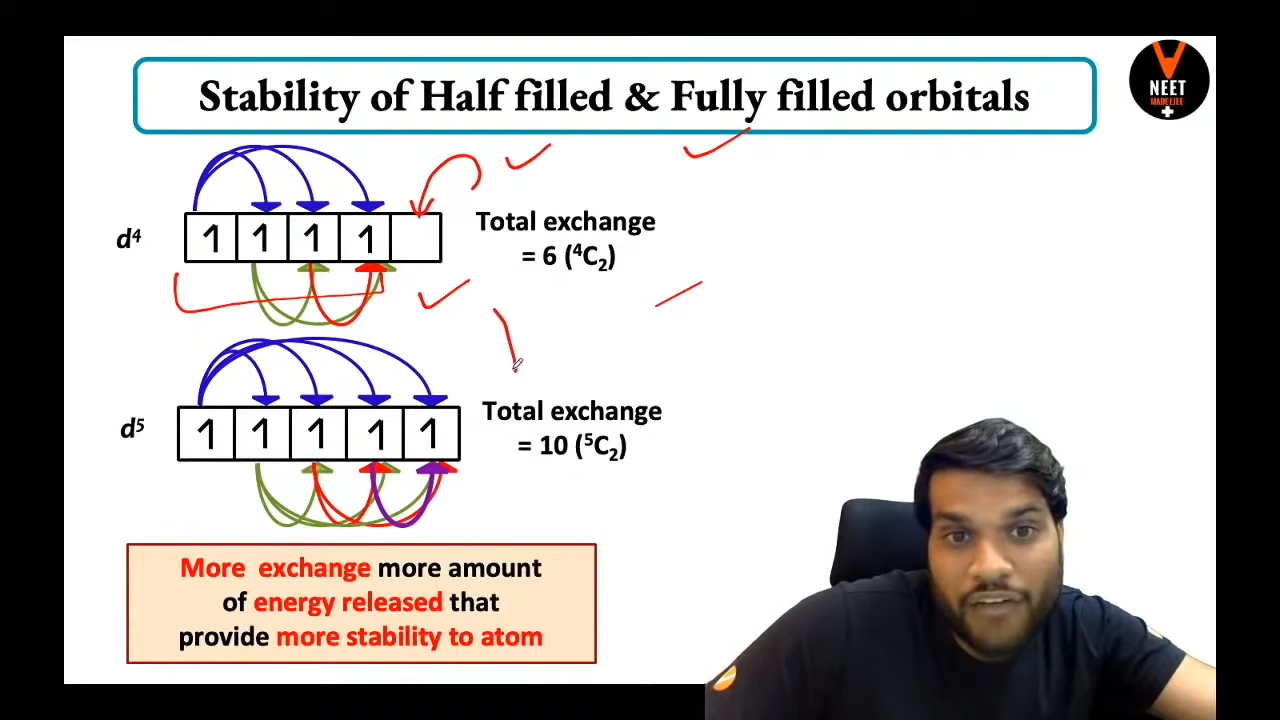 Stability of Half filled & Fully filled orbitals
NEET
MADE EJEE
d⁴
1 1 1 1
Total exchange
= 6 (⁴C₂)
d⁵
1 1 1 1 1
Total exchange
= 10 (⁵C₂)
More exchange more amount
of energy released that
provide more stability to atom